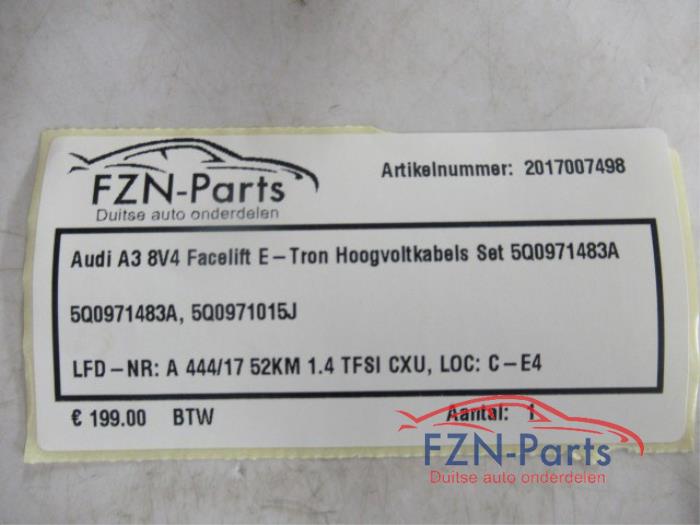 FZN-Parts
Duitse auto onderdelen
Artikelnummer: 2017007498
Audi A3 8V4 Facelift E-Tron Hoogvoltkabels Set 5Q0971483A
5Q0971483A, 5Q0971015J
LFD-NR: A 444/17 52KM 1.4 TFSI CXU, LOC: C-E4
€ 199.00 BTW Aantal: 1
FZN-Parts
Duitse auto onderdelen